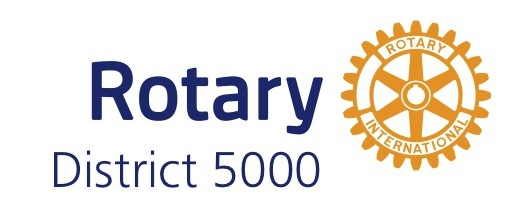 Rotary
District 5000
ROTARY
INTERNATIONAL